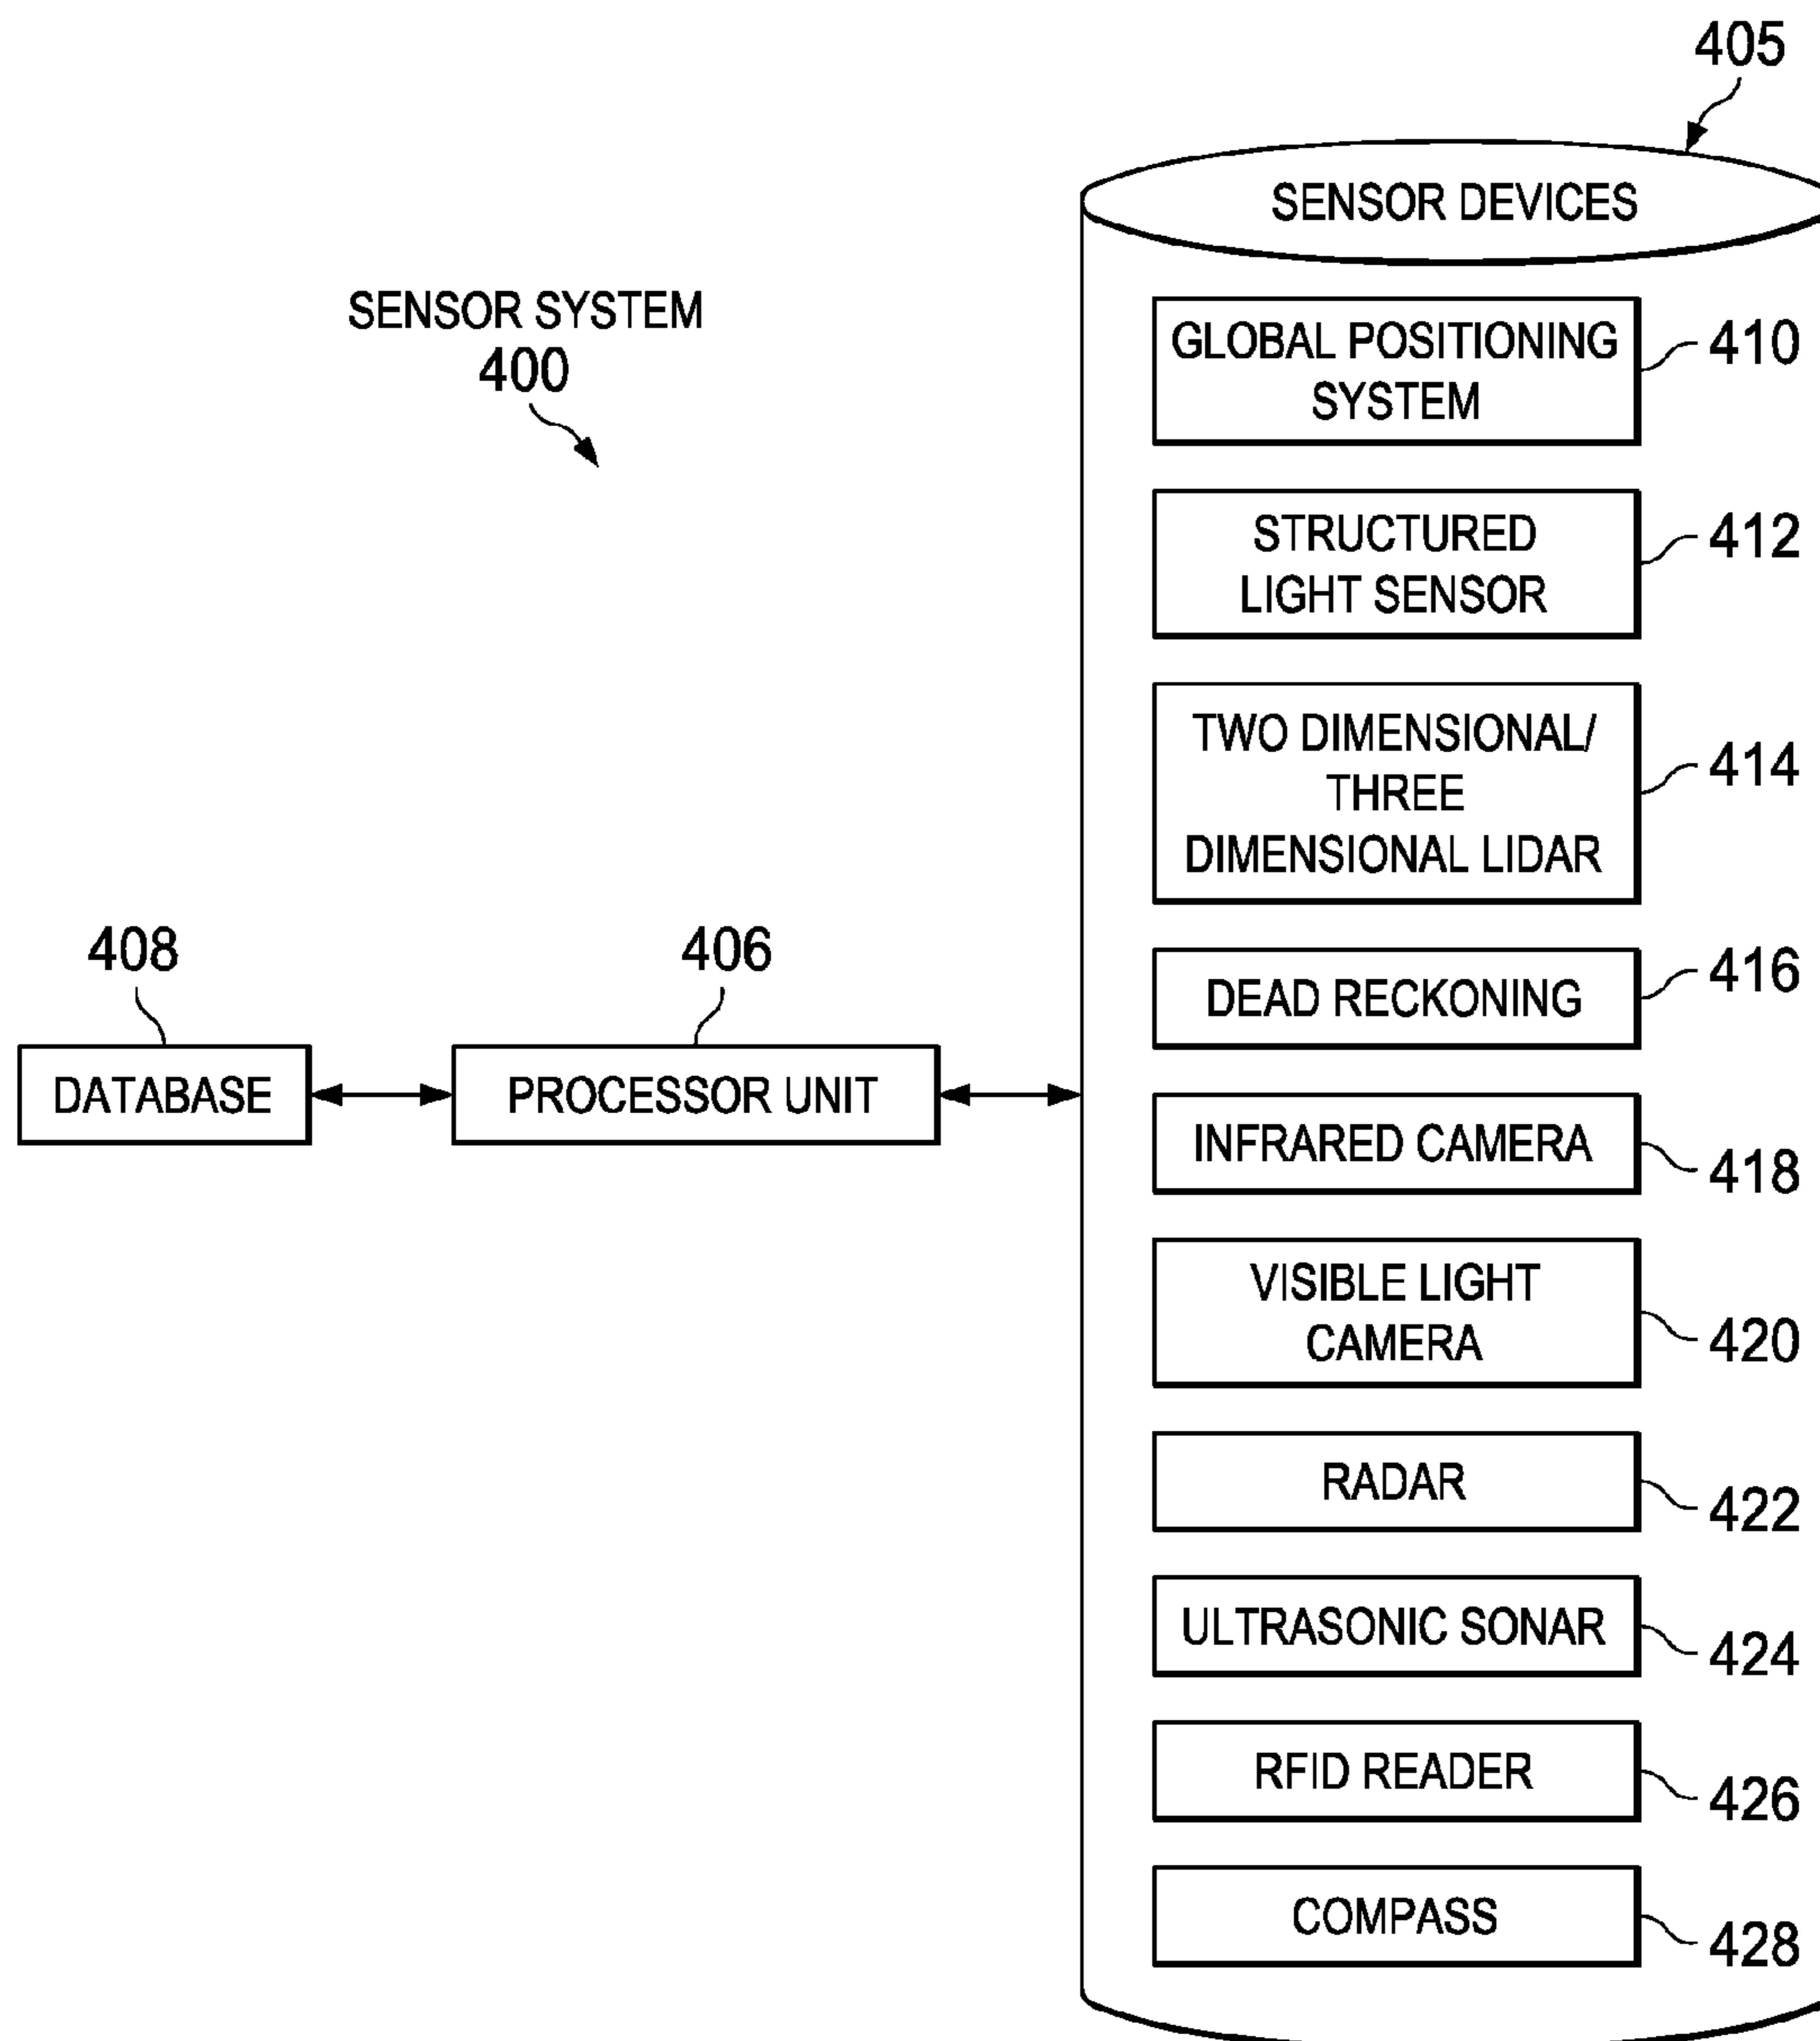 405
SENSOR DEVICES
SENSOR SYSTEM
400
GLOBAL POSITIONING
SYSTEM
410
STRUCTURED
LIGHT SENSOR
412
TWO DIMENSIONAL/
THREE
DIMENSIONAL LIDAR
414
408
406
DATABASE
PROCESSOR UNIT
DEAD RECKONING
416
INFRARED CAMERA
418
VISIBLE LIGHT
CAMERA
420
RADAR
422
ULTRASONIC SONAR
424
RFID READER
426
COMPASS
428